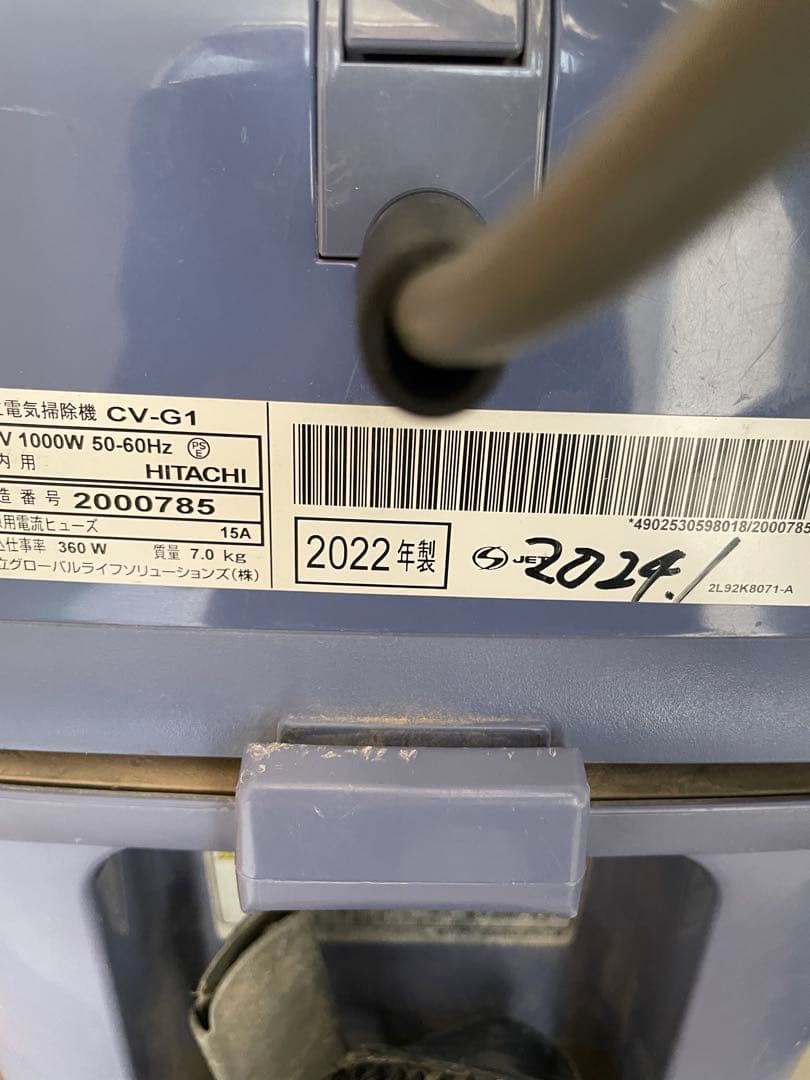 電気掃除機 CV-G1
V 1000W 50-60Hz PSE
内用
HITACHI
造番号 2000785
用電流ヒューズ 15A
仕事率 360W 質量 7.0 kg
立グローバルライフソリューションズ(株)
*4902530598018/2000785
2022年製
S JET
2024.1
2L92K8071-A